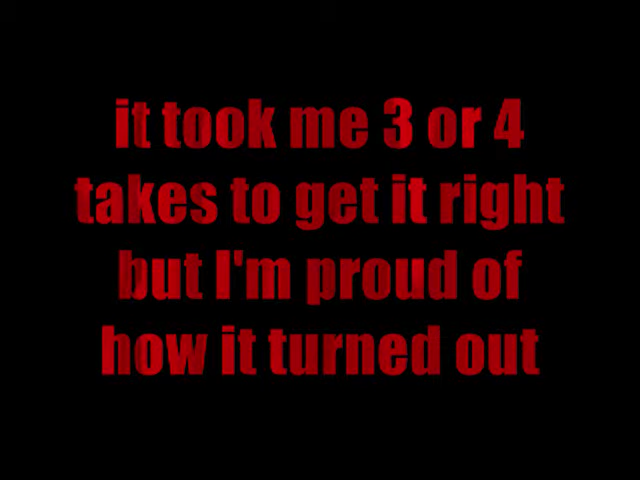 it took me 3 or 4
takes to get it right
but I'm proud of
how it turned out